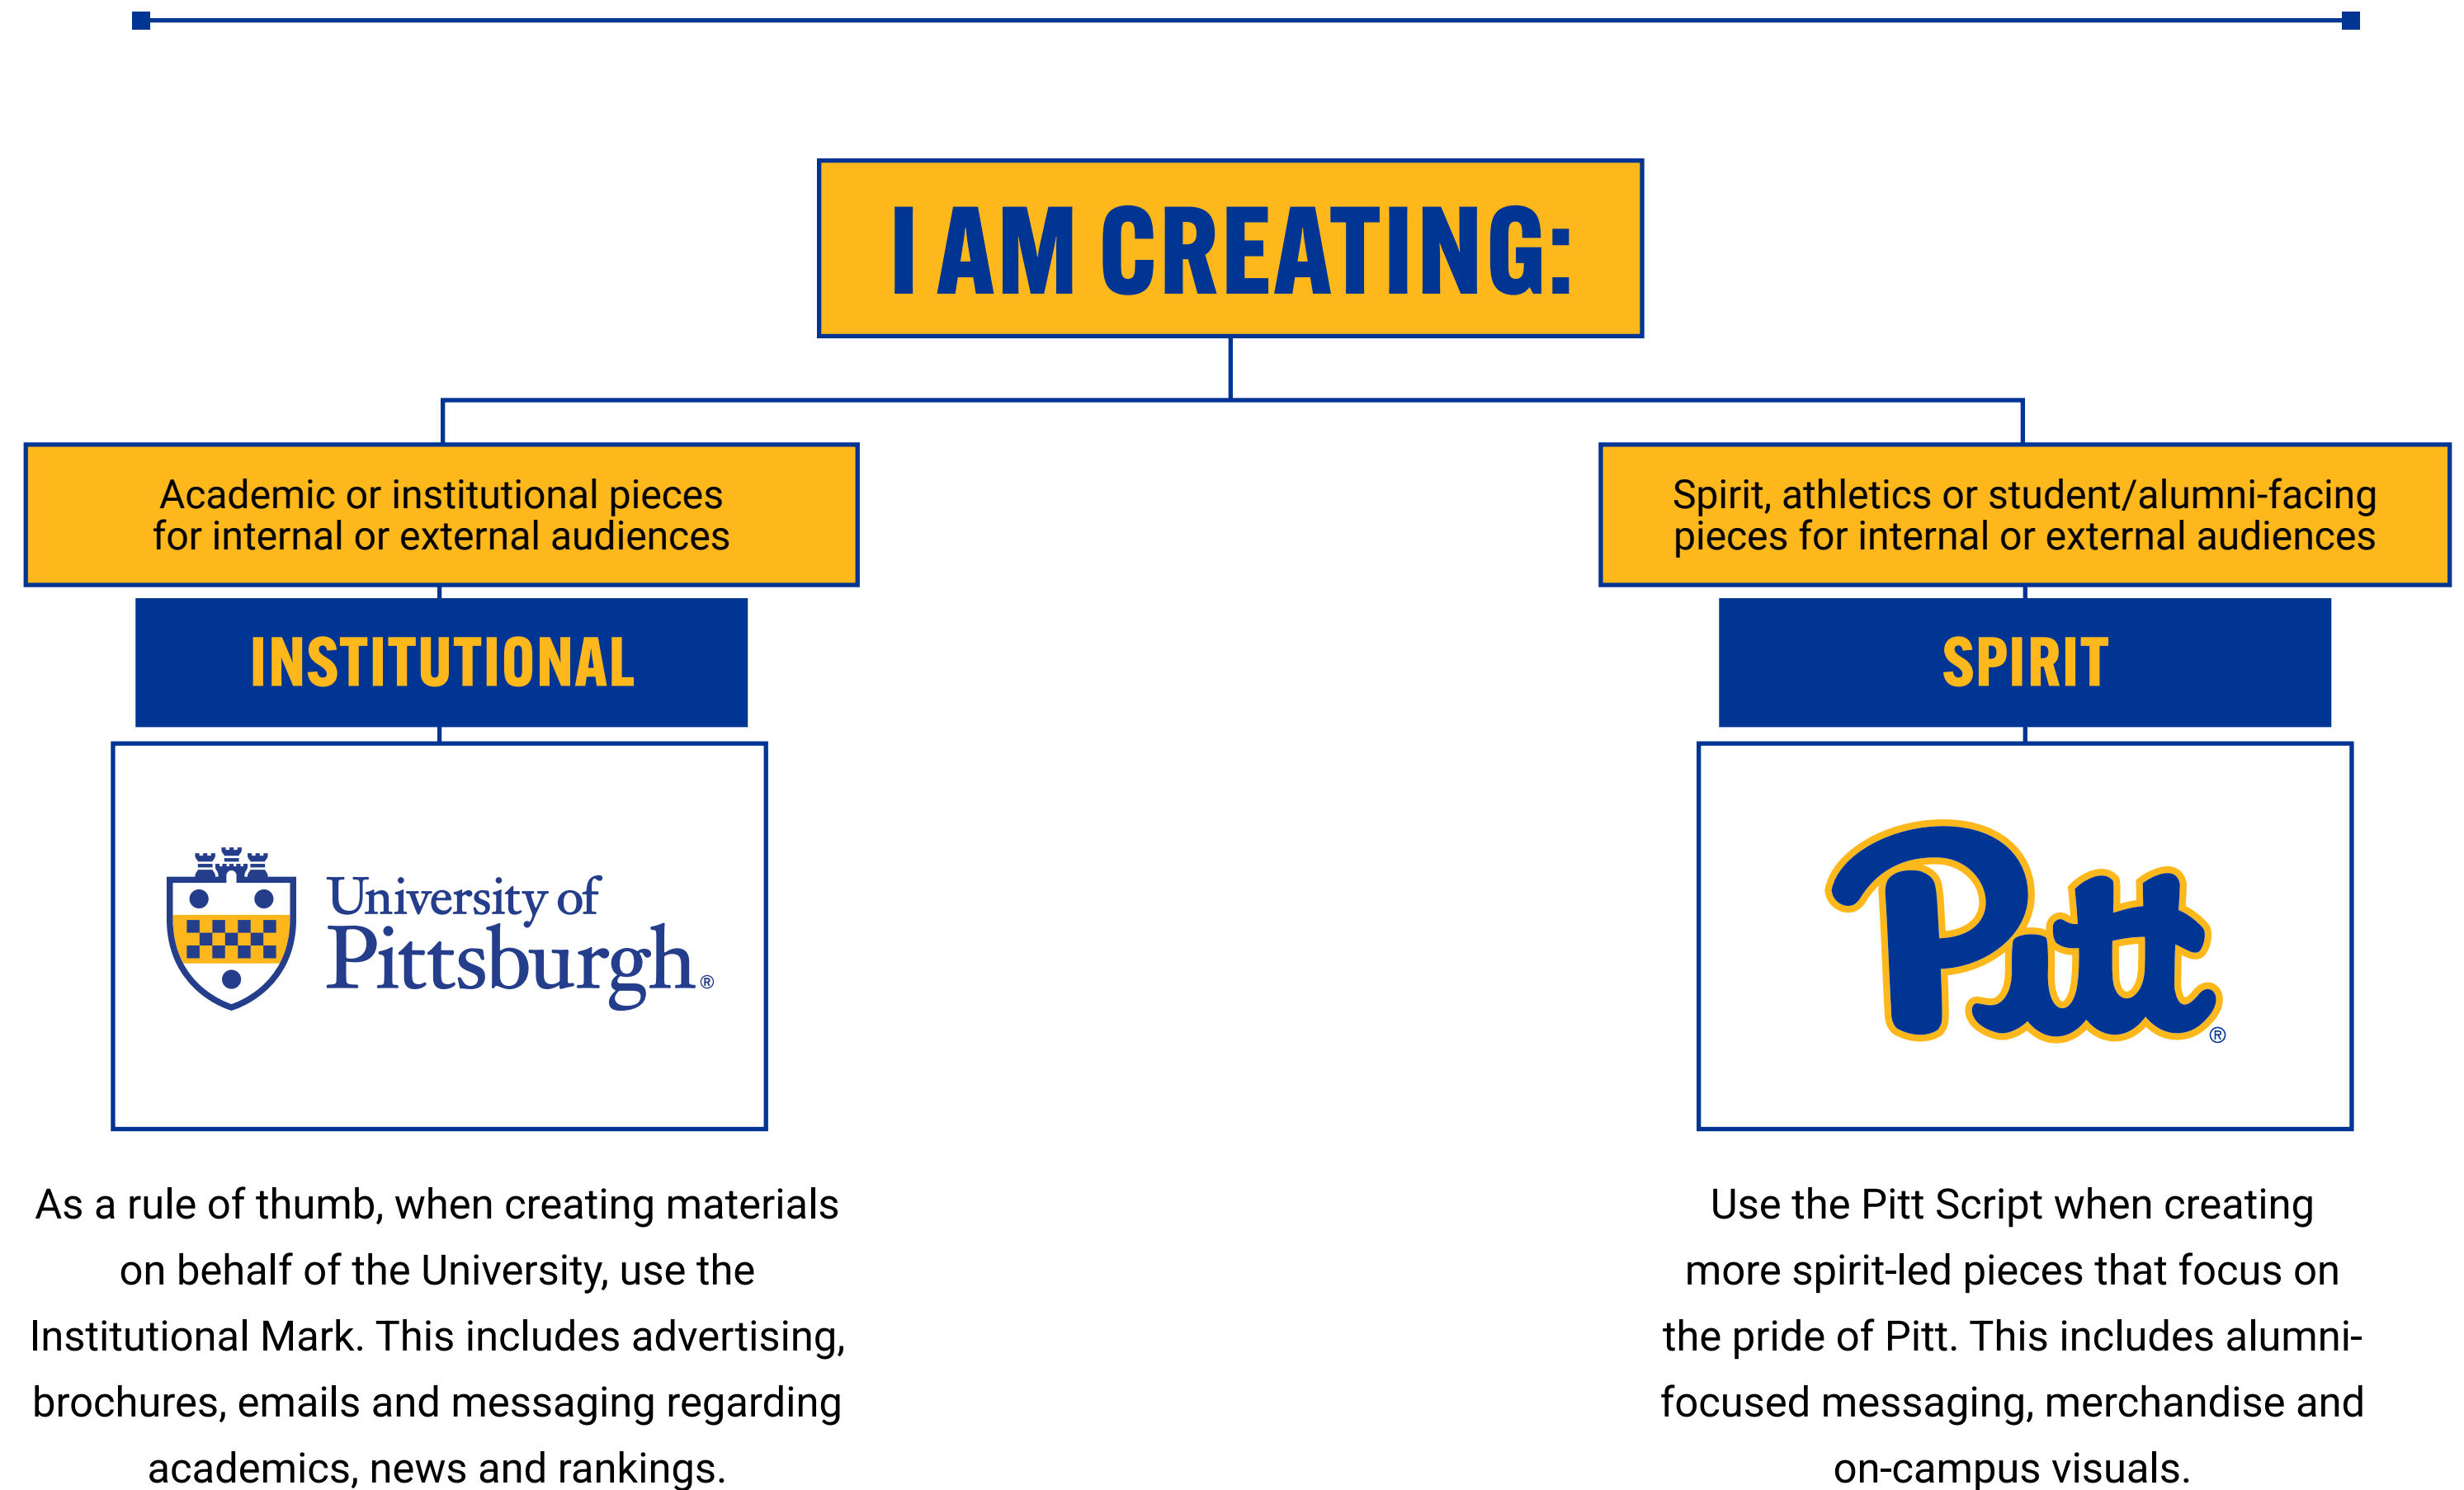 I AM CREATING:
Academic or institutional pieces
for internal or external audiences
INSTITUTIONAL
University of
Pittsburgh®
As a rule of thumb, when creating materials
on behalf of the University, use the
Institutional Mark. This includes advertising,
brochures, emails and messaging regarding
academics, news and rankings.
Spirit, athletics or student/alumni-facing
pieces for internal or external audiences
SPIRIT
Pitt®
Use the Pitt Script when creating
more spirit-led pieces that focus on
the pride of Pitt. This includes alumni-
focused messaging, merchandise and
on-campus visuals.